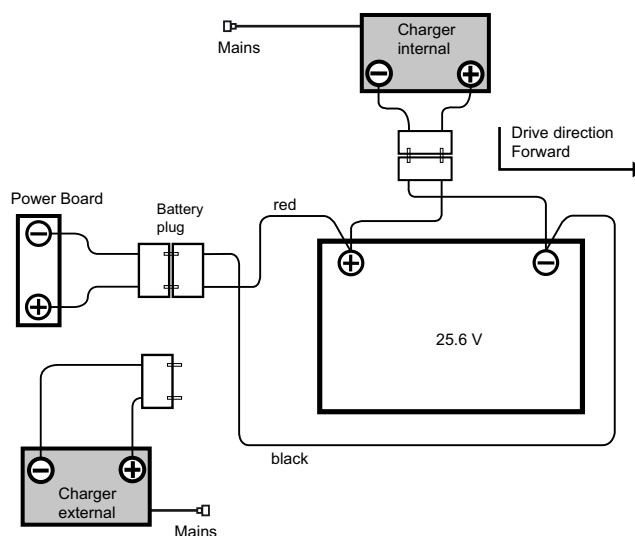 Charger
internal
Mains
Drive direction
Forward
Power Board
Battery
plug
red
25.6 V
black
Charger
external
Mains